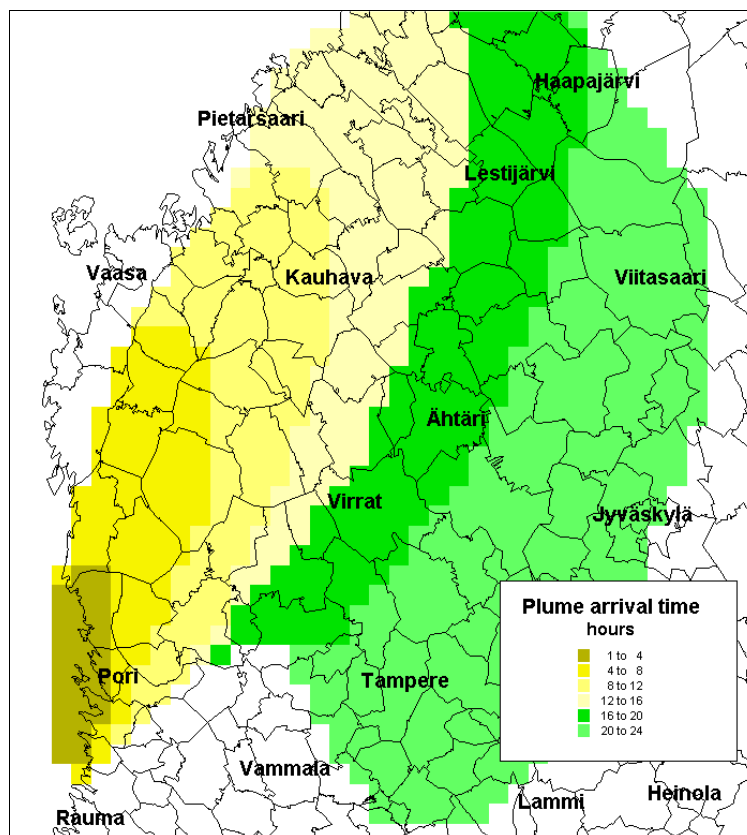 Haapajärvi
Pietarsaari
Lestijärvi
Vaasa
Kauhava
Viitasaari
Ähtäri
Virrat
Jyväskylä
Plume arrival time
hours
1 to 4
4 to 8
8 to 12
12 to 16
16 to 20
20 to 24
Pori
Tampere
Vammala
Rauma
Lammi
Heinola